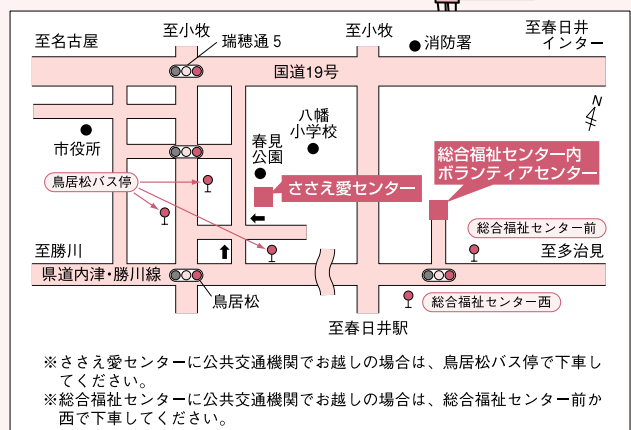 至名古屋
至小牧
瑞穂通5
至小牧
消防署
至春日井
インター
国道19号
N
市役所
春見
公園
八幡
小学校
総合福祉センター内
ボランティアセンター
鳥居松バス停
ささえ愛センター
総合福祉センター前
至勝川
至多治見
県道内津・勝川線
鳥居松
総合福祉センター西
至春日井駅
※ささえ愛センターに公共交通機関でお越しの場合は、鳥居松バス停で下車し
てください。
※総合福祉センターに公共交通機関でお越しの場合は、総合福祉センター前か
西で下車してください。